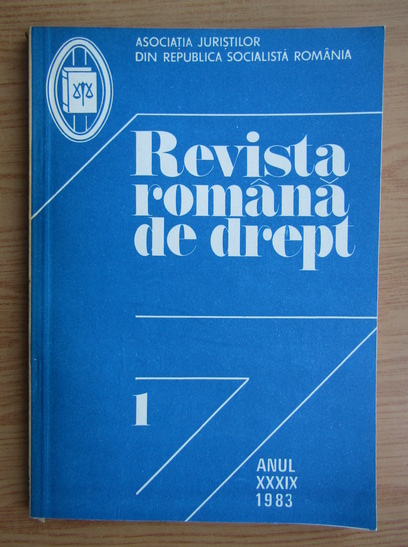 ASOCIAȚIA JURIȘTILOR
DIN REPUBLICA SOCIALISTĂ ROMÂNIA
Revista
română
de drept
1
ANUL
XXXIX
1983